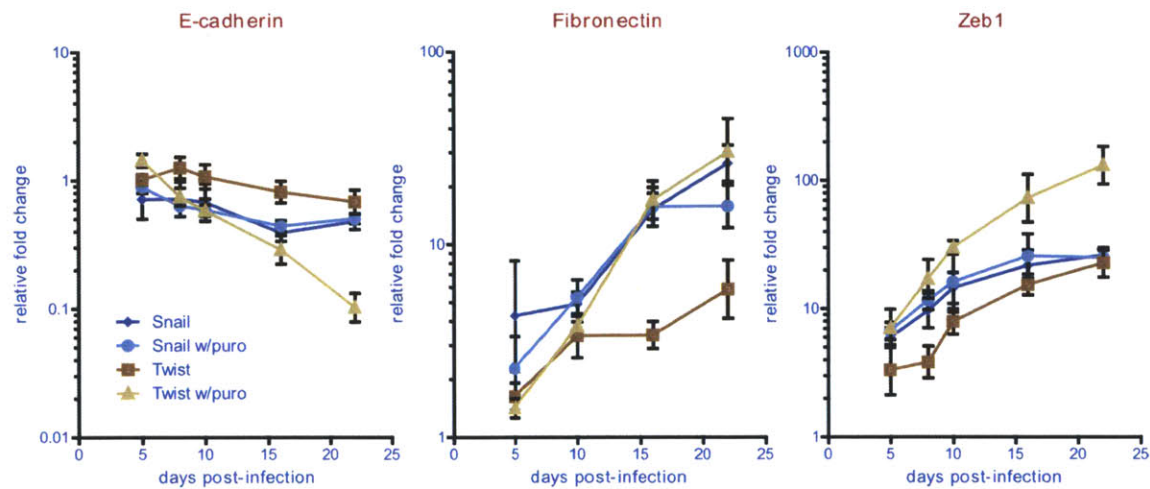 E-cadherin
relative fold change
10
1
0.1
0.01
Snail
Snail w/puro
Twist
Twist w/puro
0 5 10 15 20 25
days post-infection
Fibronectin
relative fold change
100
10
1
0 5 10 15 20 25
days post-infection
Zeb1
relative fold change
1000
100
10
1
0 5 10 15 20 25
days post-infection